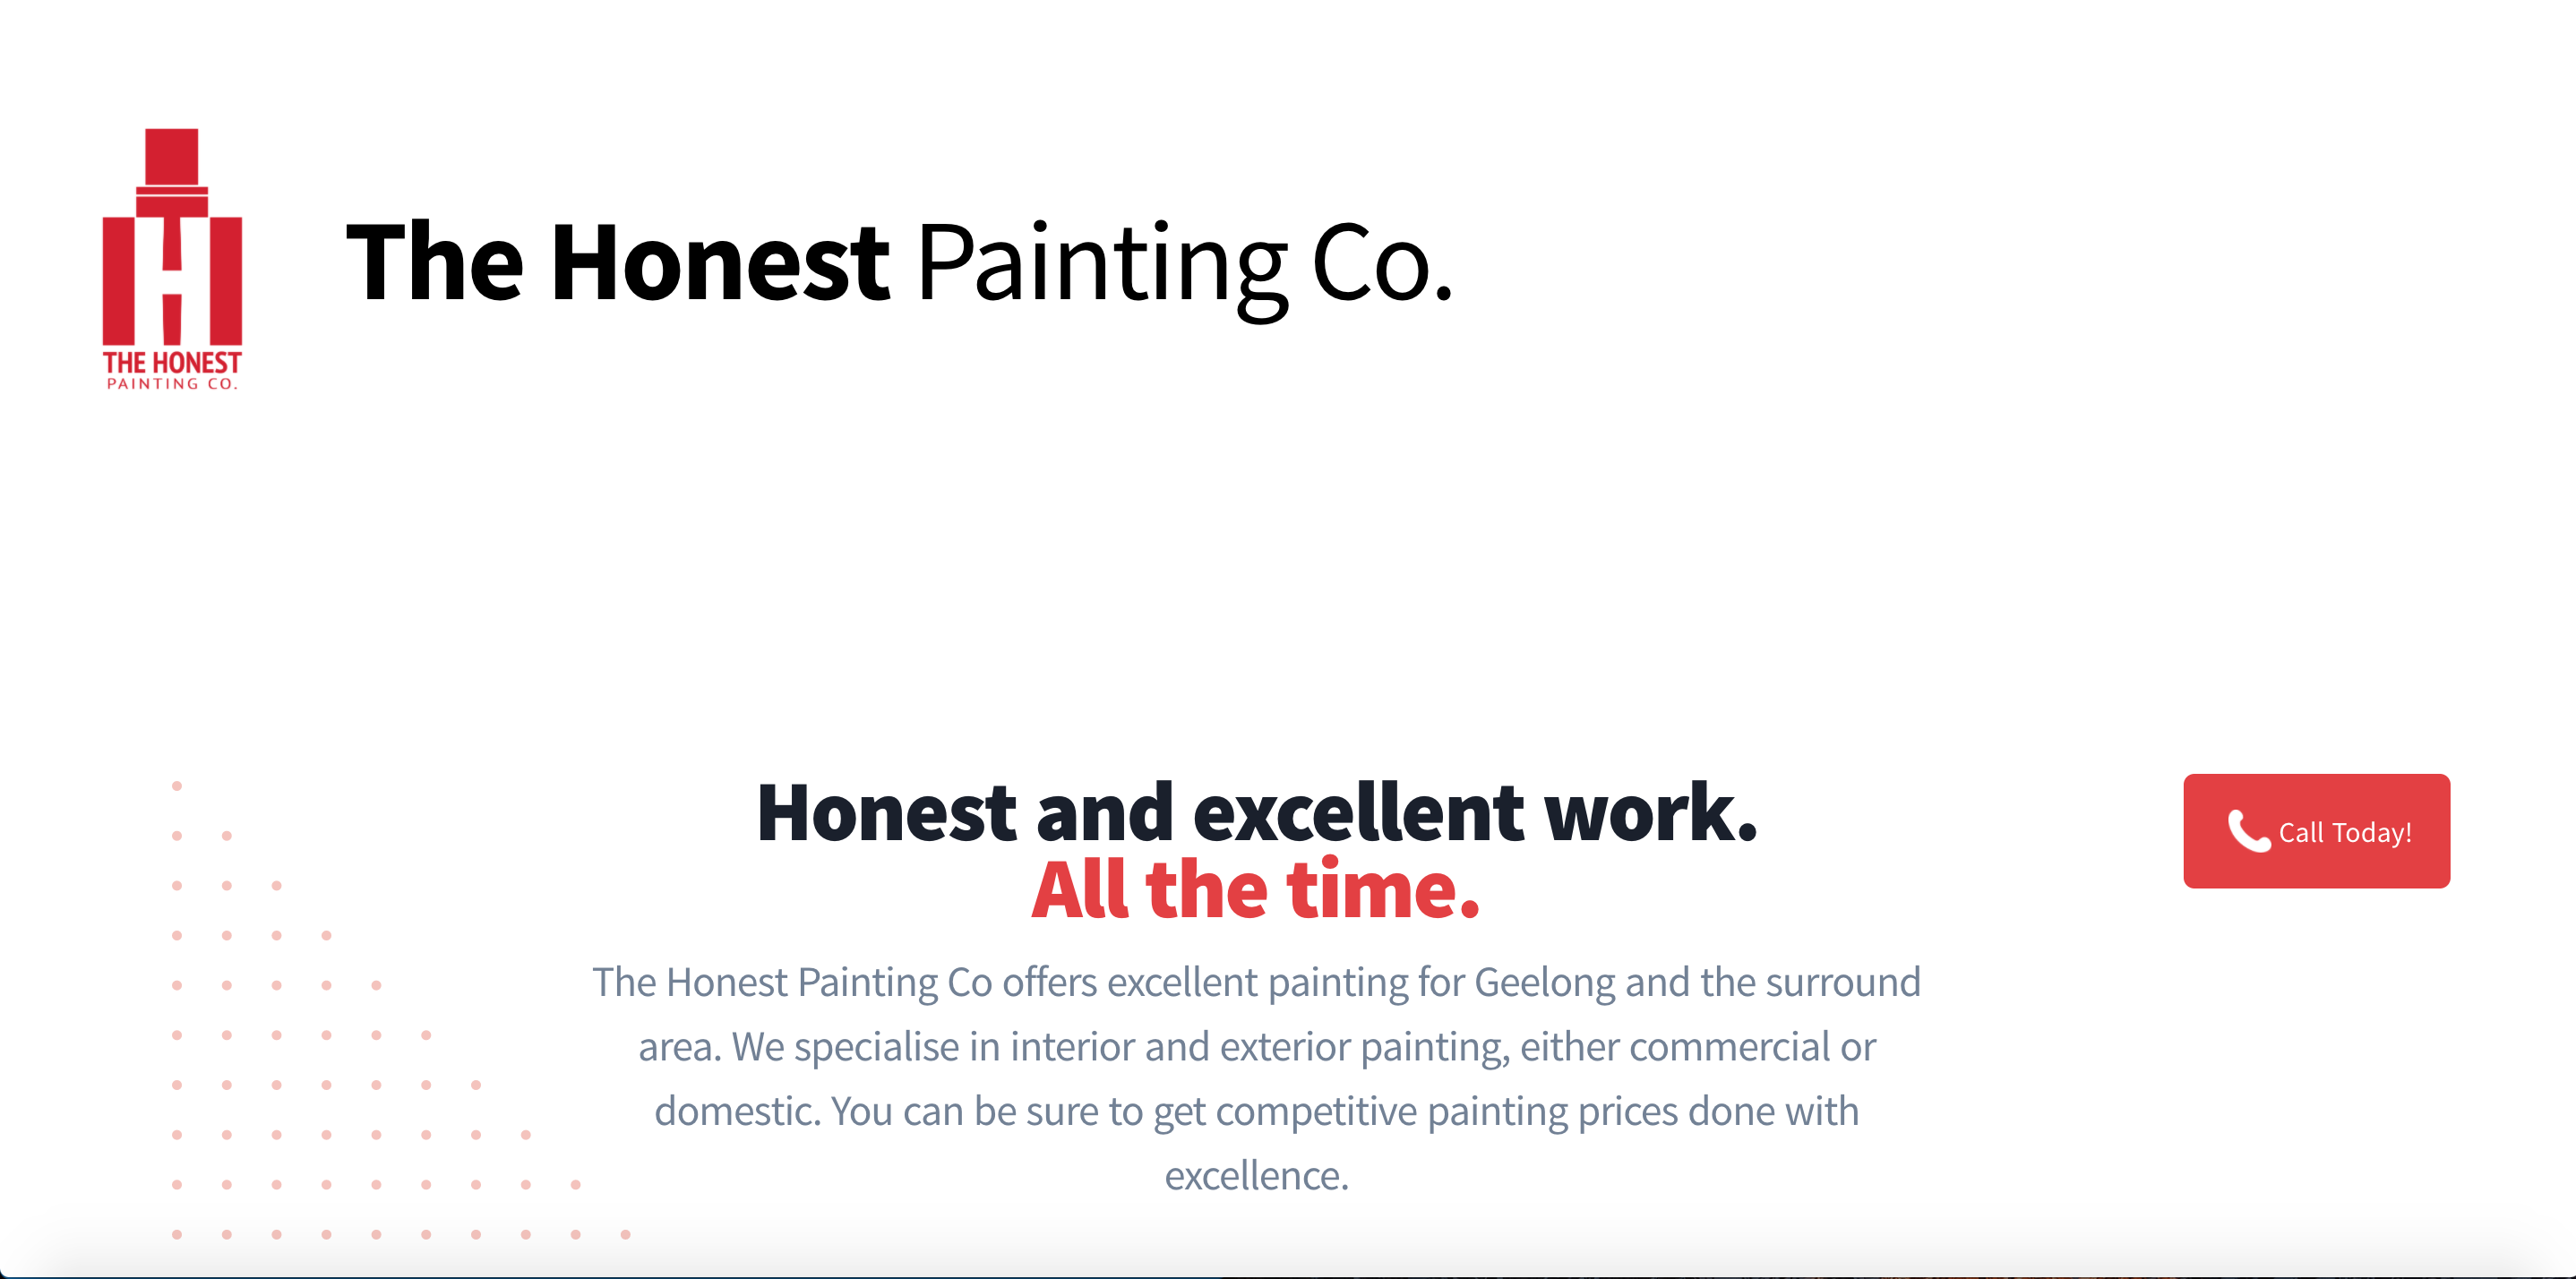 THE HONEST
PAINTING CO.
The Honest Painting Co.
Honest and excellent work.
All the time.
Call Today!
The Honest Painting Co offers excellent painting for Geelong and the surround
area. We specialise in interior and exterior painting, either commercial or
domestic. You can be sure to get competitive painting prices done with
excellence.